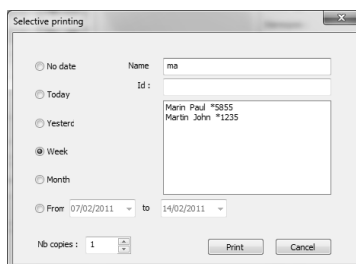 Selective printing
x
No date
Name
ma
Id :
Today
Marin Paul *5855
Martin John *1235
Yesterd
Week
Month
From 07/02/2011 to 14/02/2011
Nb copies : 1
Print
Cancel